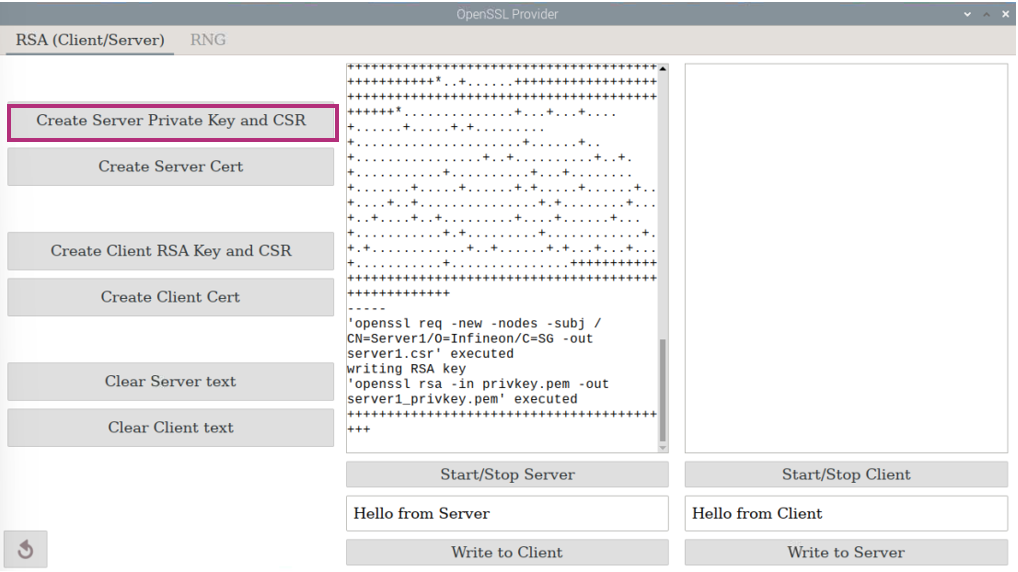 OpenSSL Provider
RSA (Client/Server)
RNG
Create Server Private Key and CSR
Create Server Cert
Create Client RSA Key and CSR
Create Client Cert
Clear Server text
Clear Client text
+++++++++++++++++++++++++++++++++++++++
+++++++++++*..+......++++++++++++++++++
+++++++++++++++++++++++++++++++++++++++
++++++*..............+...+...+....
+......+.....+.+.........
+.....................+......+..
+................+..+..........+..+.
+...........+..........+...+........
+.......+.....+......+.+.....+......+..
+....+..+...............+.+........+...
+..+....+..+.........+....+......+...
+...........+.+.........+............+.
+.+............+..+......+.+...+...+...
+...........+...............+++++++++++
+++++++++++++++++++++++++++++++++++++++
+++++++++++++
-----
'openssl req -new -nodes -subj /
CN=Server1/O=Infineon/C=SG -out
server1.csr' executed
writing RSA key
'openssl rsa -in privkey.pem -out
server1_privkey.pem' executed
+++++++++++++++++++++++++++++++++++++++
+++
Start/Stop Server
Hello from Server
Write to Client
Start/Stop Client
Hello from Client
Write to Server